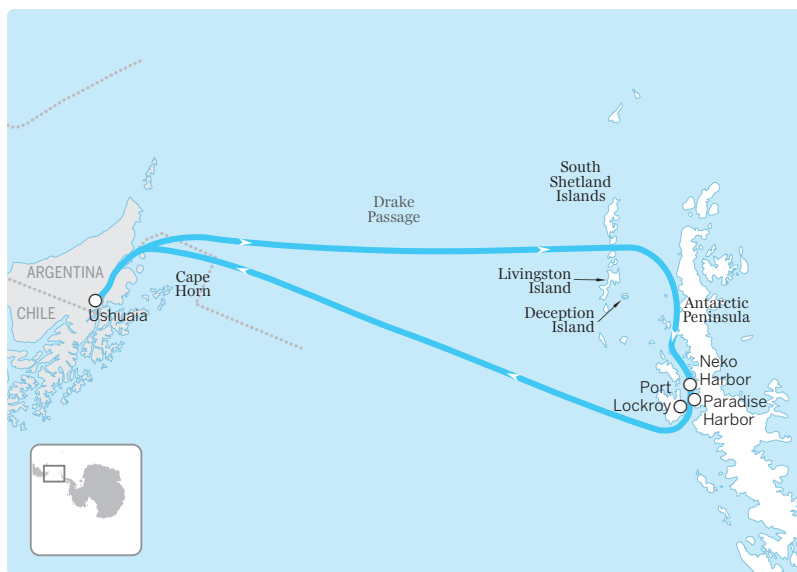 South
Shetland
Islands
Drake
Passage
ARGENTINA
Cape
Horn
Livingston
Island
CHILE
Ushuaia
Deception
Island
Antarctic
Peninsula
Neko
Harbor
Port
Lockroy
Paradise
Harbor